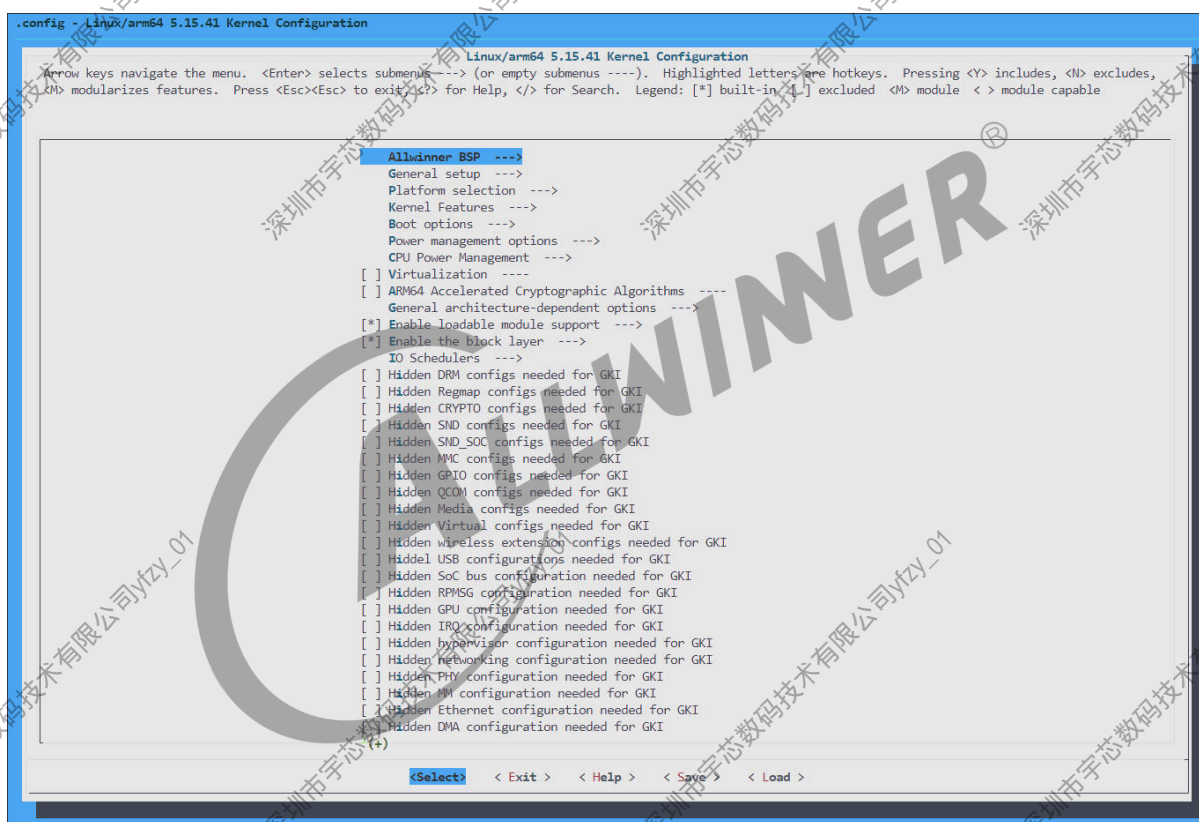 .config - Linux/arm64 5.15.41 Kernel Configuration
Linux/arm64 5.15.41 Kernel Configuration
Arrow keys navigate the menu. <Enter> selects submenus ---> (or empty submenus ----). Highlighted letters are hotkeys. Pressing <Y> includes, <N> excludes,
<M> modularizes features. Press <Esc><Esc> to exit, <?> for Help, </> for Search. Legend: [*] built-in [ ] excluded <M> module < > module capable
Allwinner BSP --->
General setup --->
Platform selection --->
Kernel Features --->
Boot options --->
Power management options --->
CPU Power Management --->
[ ] Virtualization ----
[ ] ARM64 Accelerated Cryptographic Algorithms ----
General architecture-dependent options --->
[*] Enable loadable module support --->
[*] Enable the block layer --->
IO Schedulers --->
[ ] Hidden DRM configs needed for GKI
[ ] Hidden Regmap configs needed for GKI
[ ] Hidden CRYPTO configs needed for GKI
[ ] Hidden SND configs needed for GKI
[ ] Hidden SND_SOC configs needed for GKI
[ ] Hidden MMC configs needed for GKI
[ ] Hidden GPIO configs needed for GKI
[ ] Hidden QCOM configs needed for GKI
[ ] Hidden Media configs needed for GKI
[ ] Hidden Virtual configs needed for GKI
[ ] Hidden wireless extension configs needed for GKI
[ ] Hiddel USB configurations needed for GKI
[ ] Hidden SoC bus configuration needed for GKI
[ ] Hidden RPMSG configuration needed for GKI
[ ] Hidden GPU configuration needed for GKI
[ ] Hidden IRQ configuration needed for GKI
[ ] Hidden hypervisor configuration needed for GKI
[ ] Hidden networking configuration needed for GKI
[ ] Hidden PHY configuration needed for GKI
[ ] Hidden MM configuration needed for GKI
[ ] Hidden Ethernet configuration needed for GKI
[ ] Hidden DMA configuration needed for GKI
(+)
<Select> < Exit > < Help > < Save > < Load >
ALLWINNER®
深圳市宇芯数码技术有限公司yfzy_01
深圳市宇芯数码技术有限公司yfzy_01